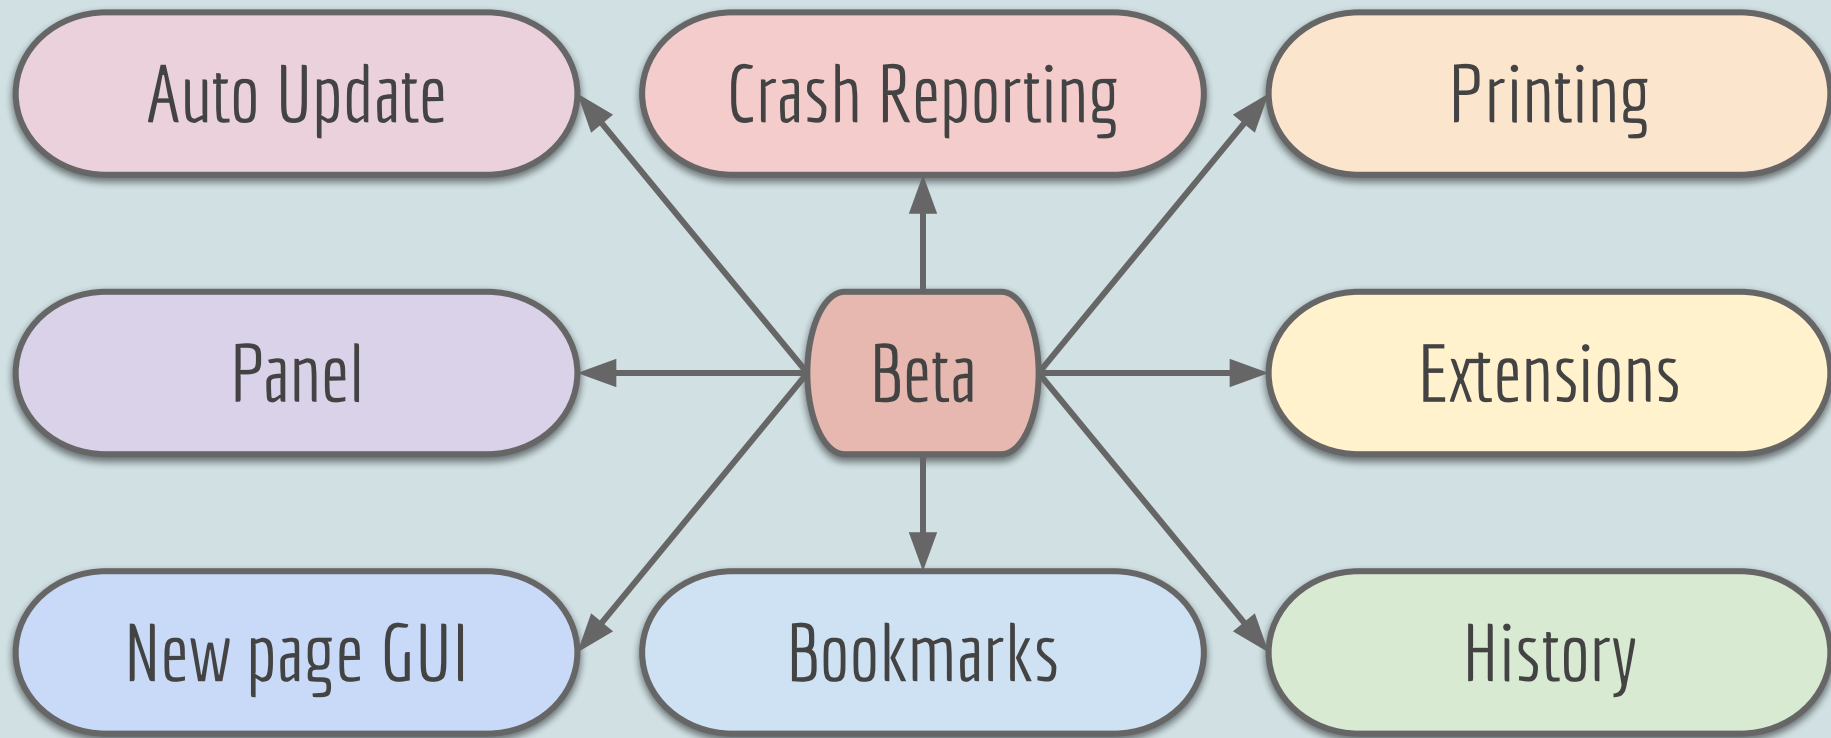 Auto Update
Crash Reporting
Printing
Panel
Beta
Extensions
New page GUI
Bookmarks
History